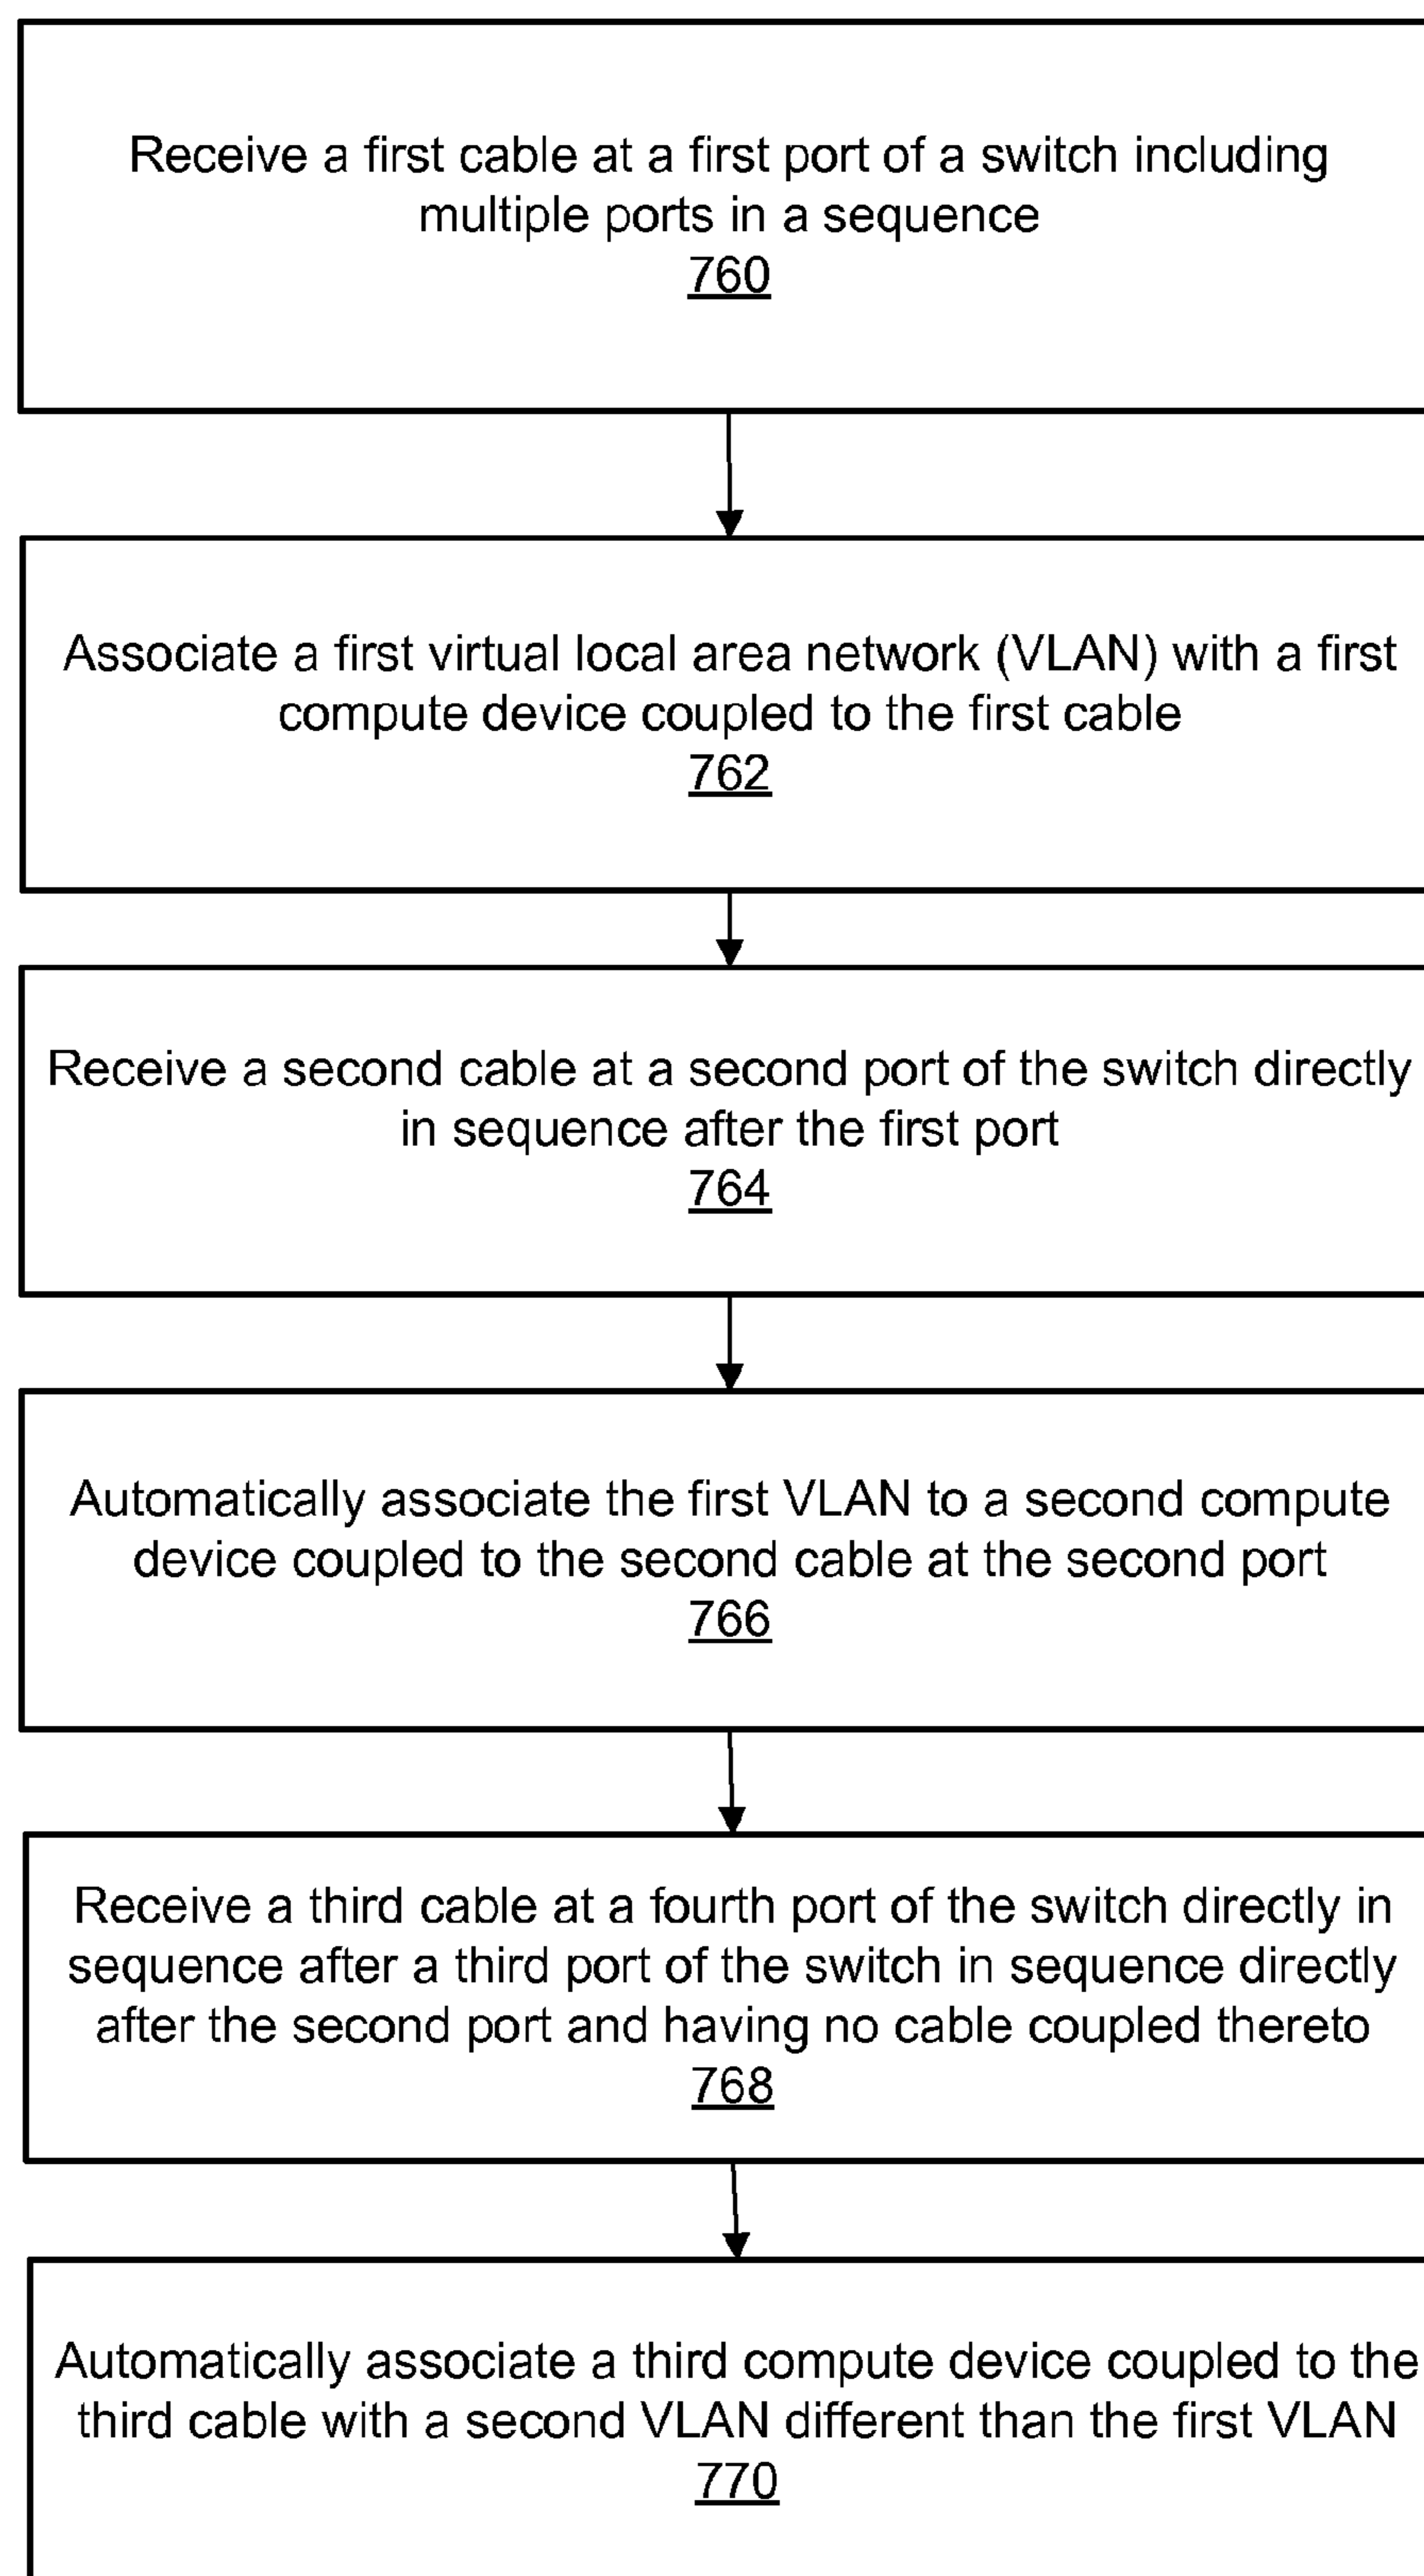 Receive a first cable at a first port of a switch including
multiple ports in a sequence
760
Associate a first virtual local area network (VLAN) with a first
compute device coupled to the first cable
762
Receive a second cable at a second port of the switch directly
in sequence after the first port
764
Automatically associate the first VLAN to a second compute
device coupled to the second cable at the second port
766
Receive a third cable at a fourth port of the switch directly in
sequence after a third port of the switch in sequence directly
after the second port and having no cable coupled thereto
768
Automatically associate a third compute device coupled to the
third cable with a second VLAN different than the first VLAN
770